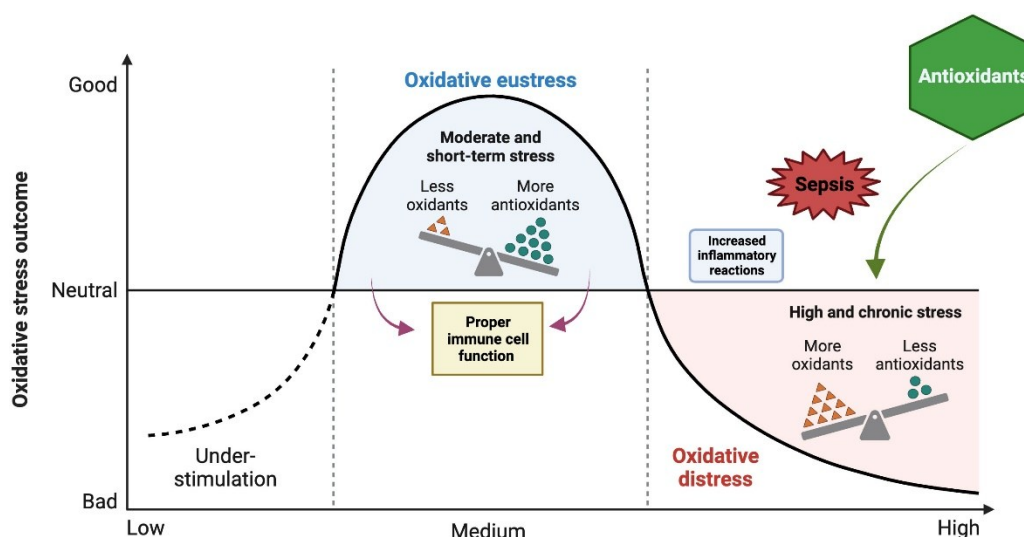 Good
Oxidative eustress
Antioxidants
Moderate and
short-term stress
Less
oxidants
More
antioxidants
Sepsis
Increased
inflammatory
reactions
Oxidative stress outcome
Neutral
Proper
immune cell
function
High and chronic stress
More
oxidants
Less
antioxidants
Under-
stimulation
Oxidative
distress
Bad
Low
Medium
High